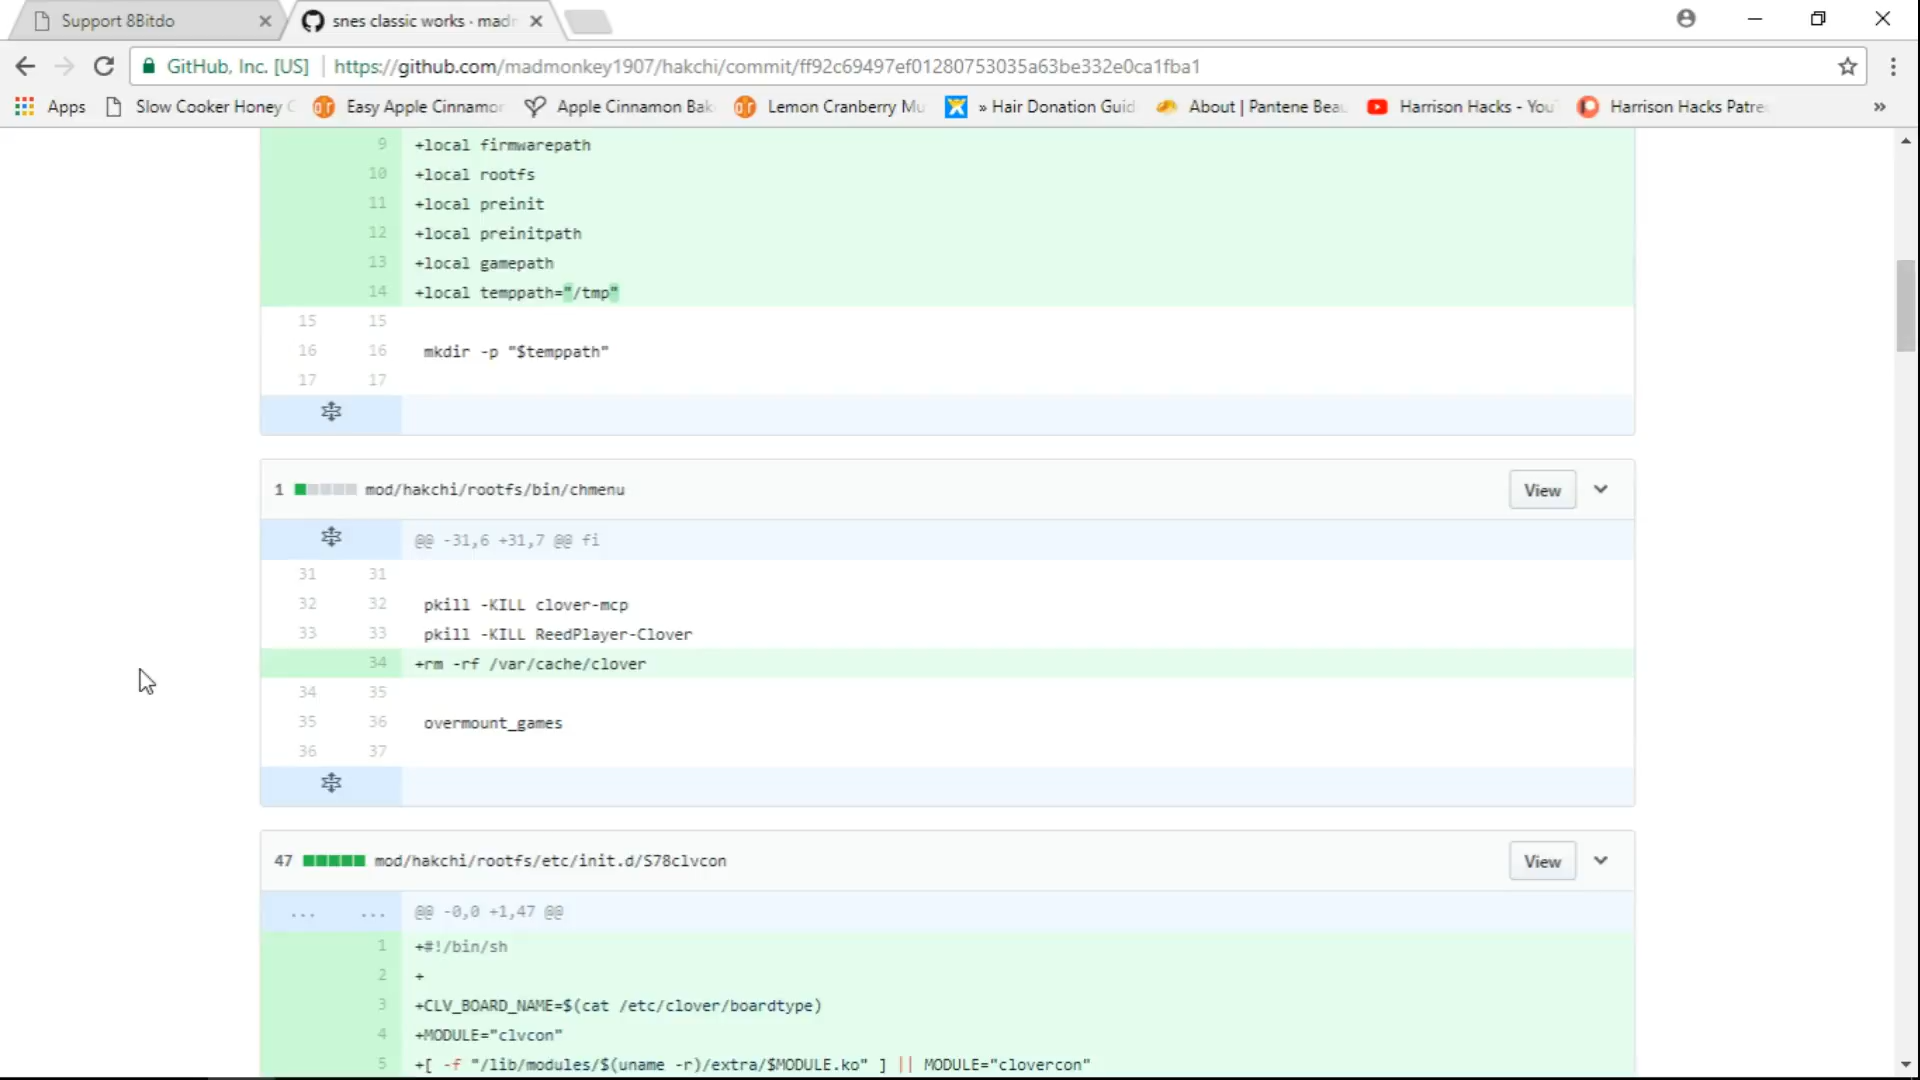 Support 8Bitdo
snes classic works · madm
GitHub, Inc. [US] https://github.com/madmonkey1907/hakchi/commit/ff92c69497ef01280753035a63be332e0ca1fba1
Apps Slow Cooker Honey Easy Apple Cinnamon Apple Cinnamon Bak Lemon Cranberry Mu » Hair Donation Guid About | Pantene Beau Harrison Hacks - You Harrison Hacks Patre »
9 +local firmwarepath
10 +local rootfs
11 +local preinit
12 +local preinitpath
13 +local gamepath
14 +local temppath="/tmp"
15 15
16 16 mkdir -p "$temppath"
17 17
1 mod/hakchi/rootfs/bin/chmenu View
@@ -31,6 +31,7 @@ fi
31 31
32 32 pkill -KILL clover-mcp
33 33 pkill -KILL ReedPlayer-Clover
34 +rm -rf /var/cache/clover
34 35
35 36 overmount_games
36 37
47 mod/hakchi/rootfs/etc/init.d/S78clvcon View
... ... @@ -0,0 +1,47 @@
1 +#!/bin/sh
2 +
3 +CLV_BOARD_NAME=$(cat /etc/clover/boardtype)
4 +MODULE="clvcon"
5 +[ -f "/lib/modules/$(uname -r)/extra/$MODULE.ko" ] || MODULE="clovercon"